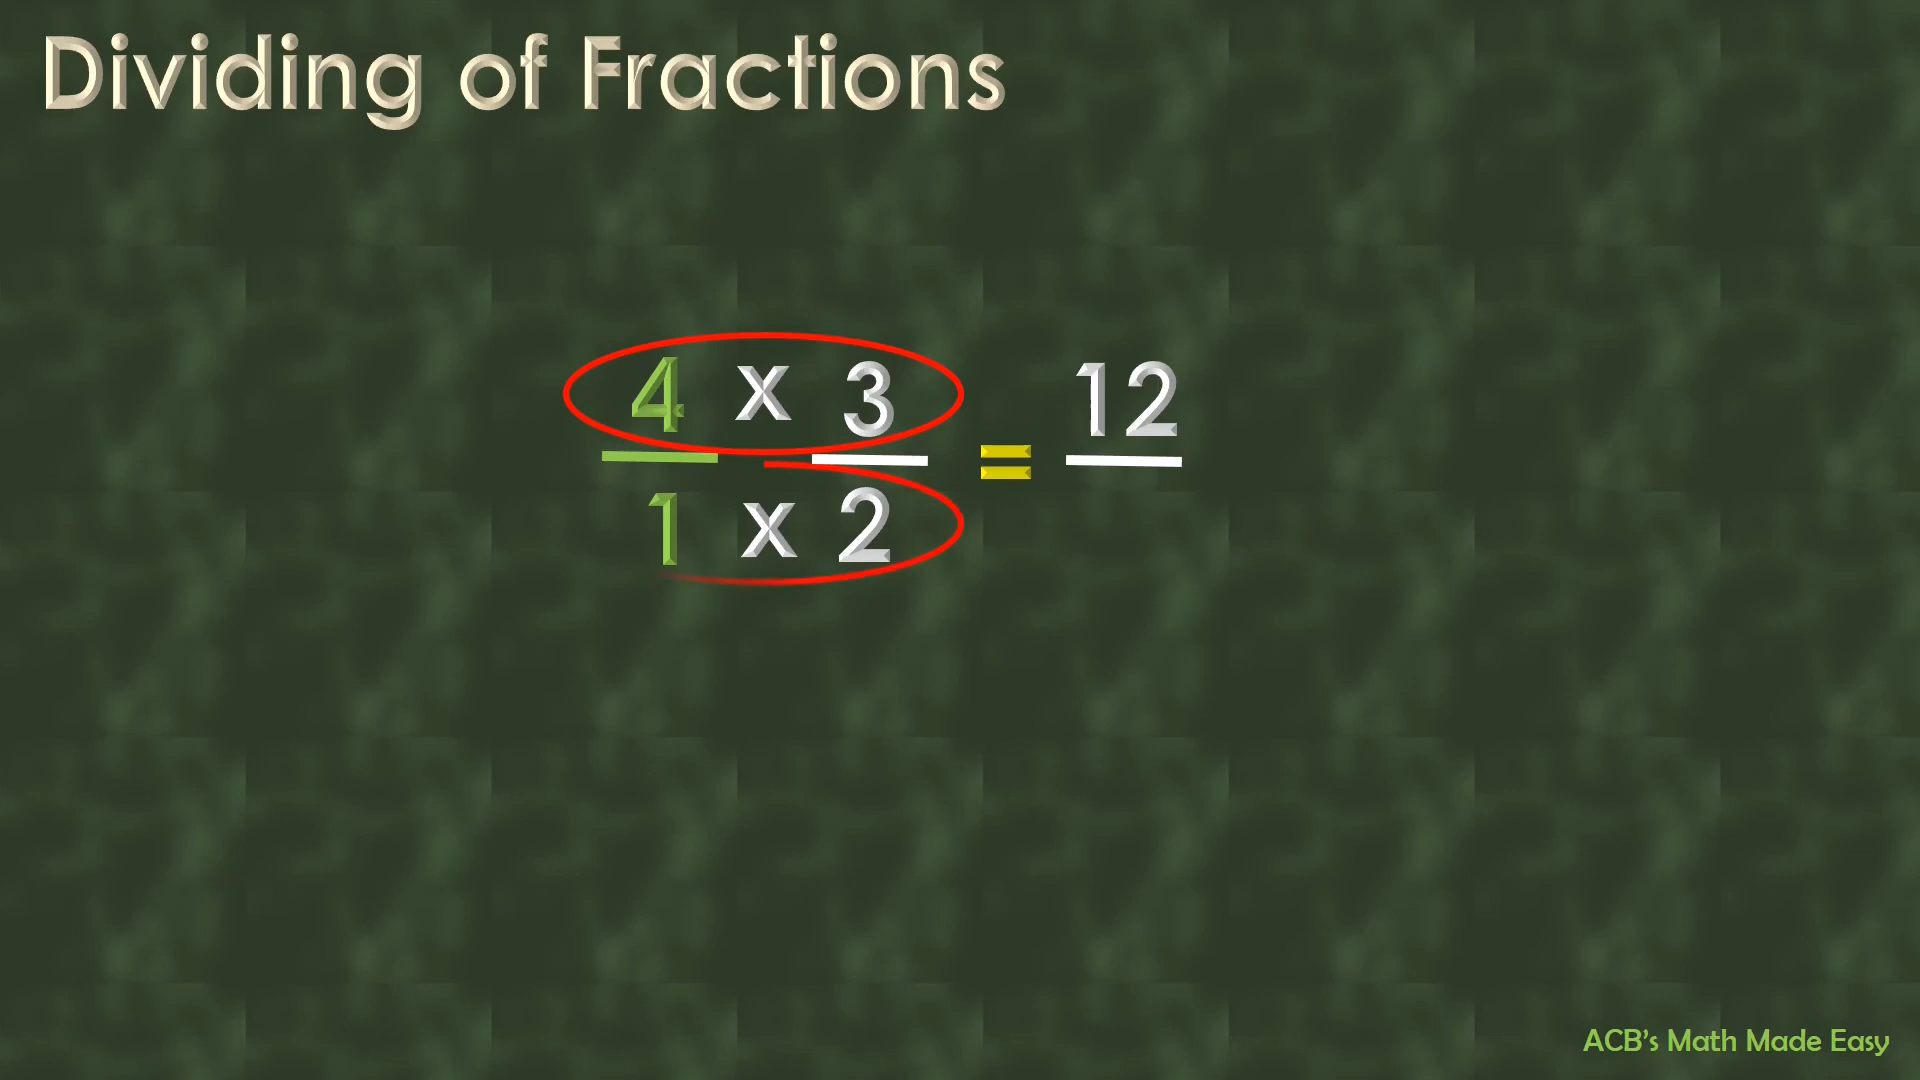 Dividing of Fractions
4 x 3 = 12
1 x 2
ACB's Math Made Easy